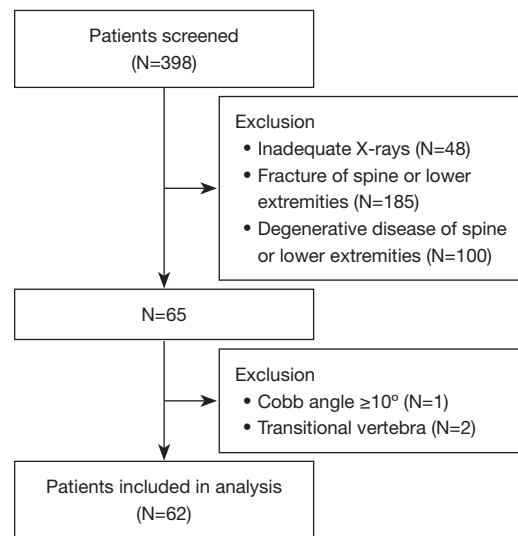 Patients screened
(N=398)
Exclusion
• Inadequate X-rays (N=48)
• Fracture of spine or lower
extremities (N=185)
• Degenerative disease of spine
or lower extremities (N=100)
N=65
Exclusion
• Cobb angle ≥10º (N=1)
• Transitional vertebra (N=2)
Patients included in analysis
(N=62)